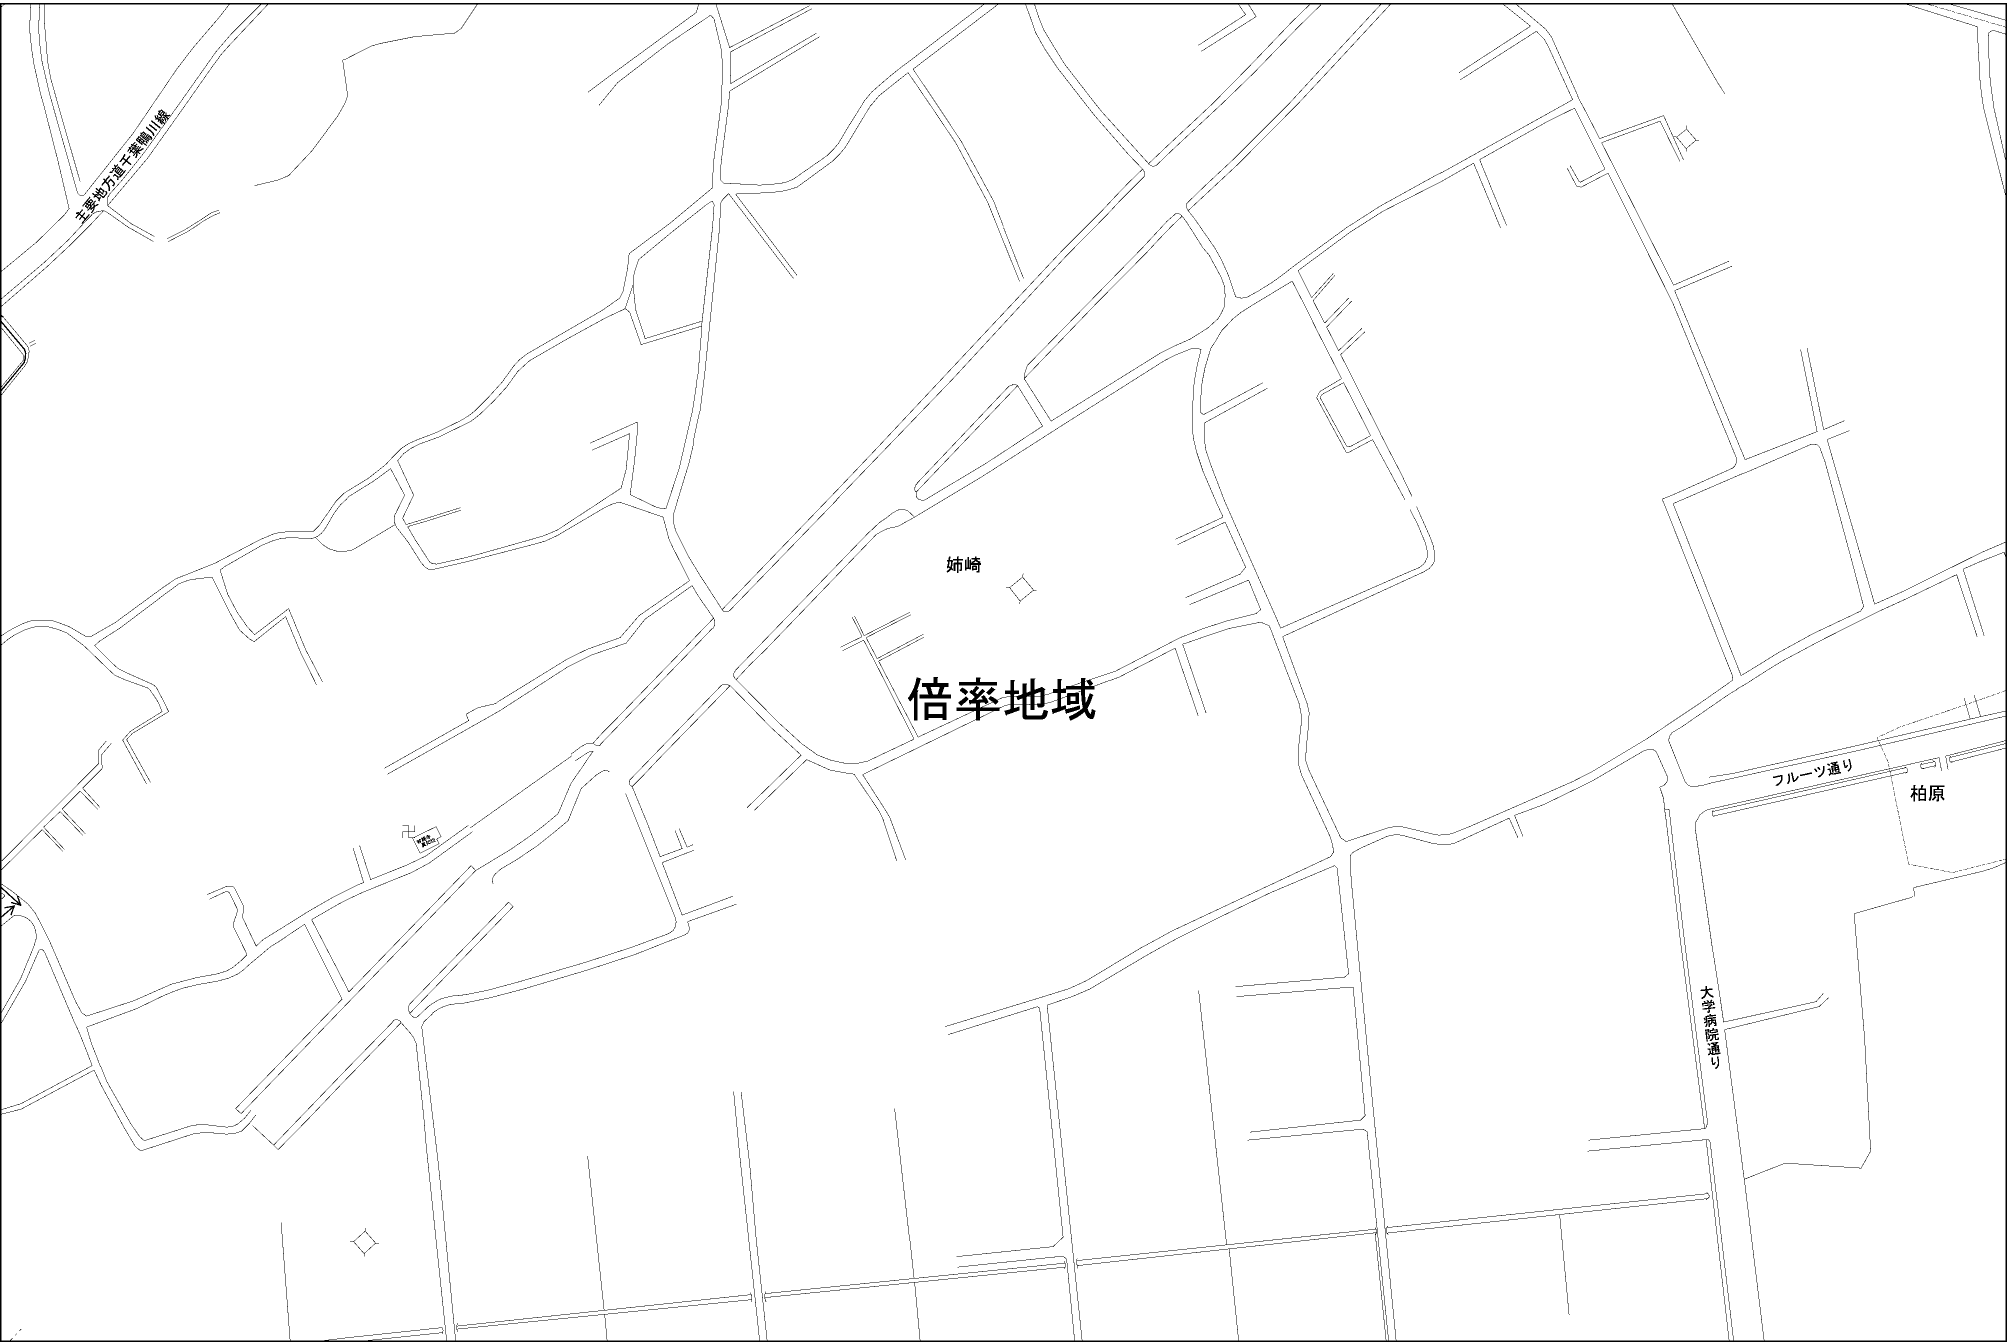 主要地方道千葉鴨川線
姉崎
倍率地域
フルーツ通り
柏原
大学病院通り